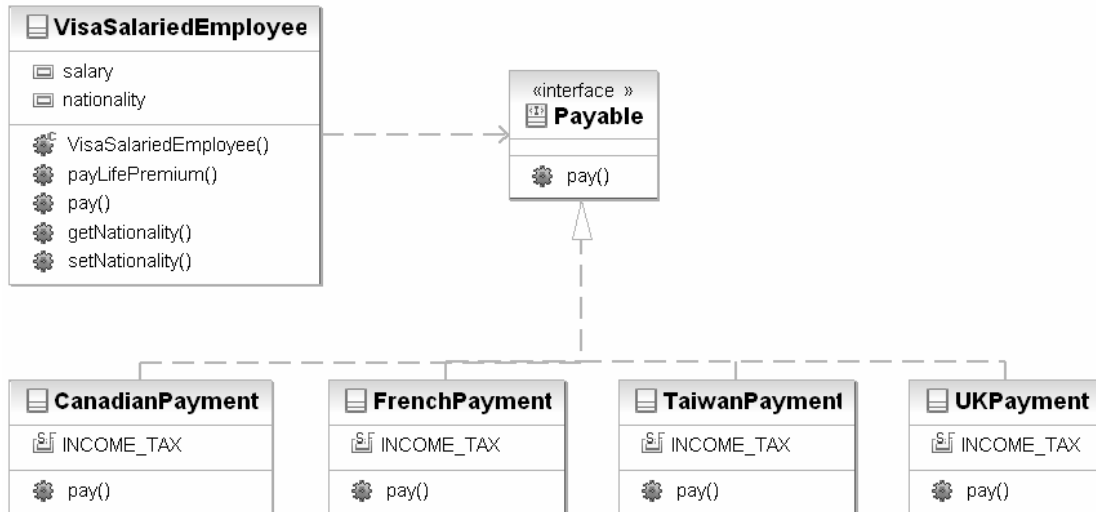 VisaSalariedEmployee
salary
nationality
VisaSalariedEmployee()
payLifePremium()
pay()
getNationality()
setNationality()
«interface »
Payable
pay()
CanadianPayment
INCOME_TAX
pay()
FrenchPayment
INCOME_TAX
pay()
TaiwanPayment
INCOME_TAX
pay()
UKPayment
INCOME_TAX
pay()